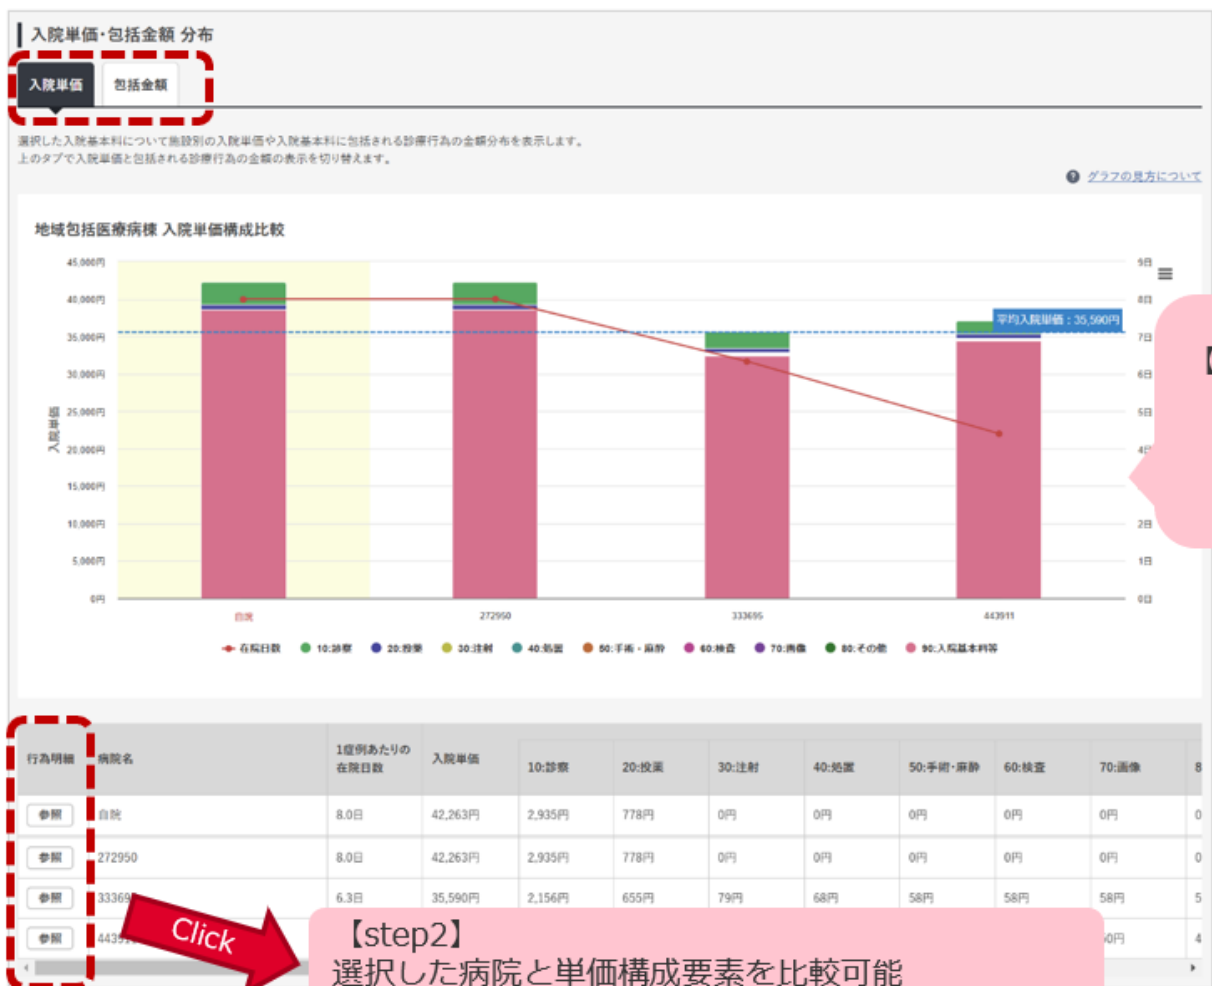 入院単価・包括金額 分布
入院単価 包括金額
選択した入院基本料について施設別の入院単価や入院基本料に包括される診療行為の金額分布を表示します。
上のタブで入院単価と包括される診療行為の金額の表示を切り替えます。
? グラフの見方について
地域包括医療病棟 入院単価構成比較
45,000円 9日
40,000円 8日
平均入院単価：35,590円
35,000円 7日
【
30,000円 6日
25,000円 5日
入院単価
20,000円
15,000円
10,000円 2日
5,000円 1日
0円 0日
自院 272950 333695 443911
在院日数 10:診察 20:投薬 30:注射 40:処置 50:手術・麻酔 60:検査 70:画像 80:その他 90:入院基本料等
行為明細 病院名 1症例あたりの在院日数 入院単価 10:診察 20:投薬 30:注射 40:処置 50:手術・麻酔 60:検査 70:画像 8
参照 自院 8.0日 42,263円 2,935円 778円 0円 0円 0円 0円 0円 0
参照 272950 8.0日 42,263円 2,935円 778円 0円 0円 0円 0円 0円 0
参照 33369 6.3日 35,590円 2,156円 655円 79円 68円 58円 58円 58円 5
参照 4439 0円 4
Click
【step2】
選択した病院と単価構成要素を比較可能